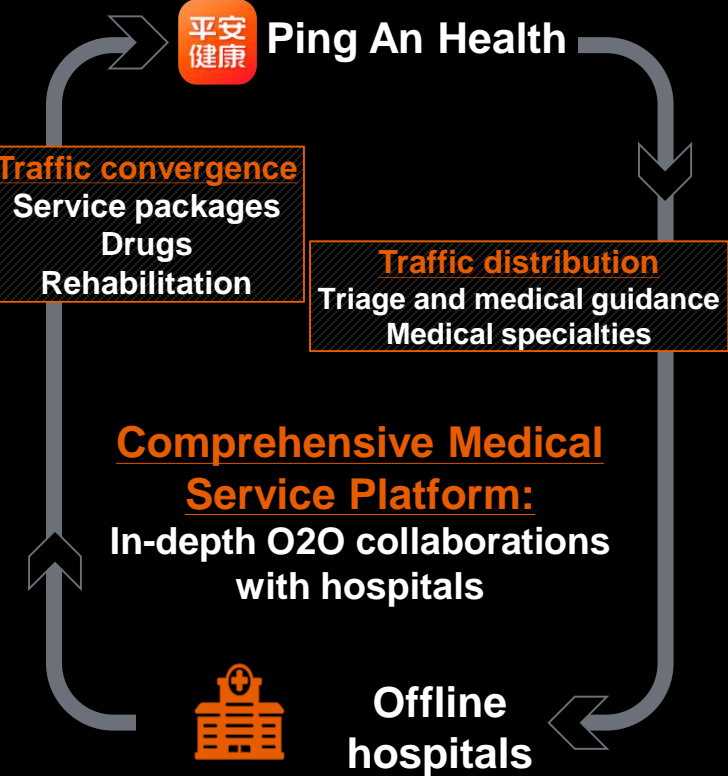 平安
健康
Ping An Health
Traffic convergence
Service packages
Drugs
Rehabilitation
Traffic distribution
Triage and medical guidance
Medical specialties
Comprehensive Medical
Service Platform:
In-depth O2O collaborations
with hospitals
Offline
hospitals